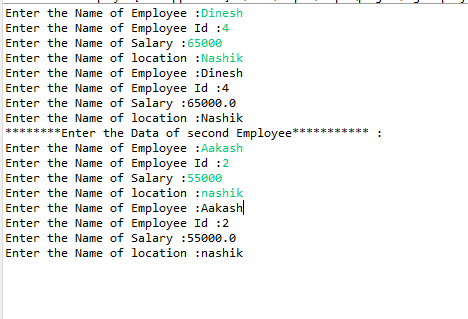 Enter the Name of Employee :Dinesh
Enter the Name of Employee Id :4
Enter the Name of Salary :65000
Enter the Name of location :Nashik
Enter the Name of Employee :Dinesh
Enter the Name of Employee Id :4
Enter the Name of Salary :65000.0
Enter the Name of location :Nashik
********Enter the Data of second Employee*********** :
Enter the Name of Employee :Aakash
Enter the Name of Employee Id :2
Enter the Name of Salary :55000
Enter the Name of location :nashik
Enter the Name of Employee :Aakash
Enter the Name of Employee Id :2
Enter the Name of Salary :55000.0
Enter the Name of location :nashik